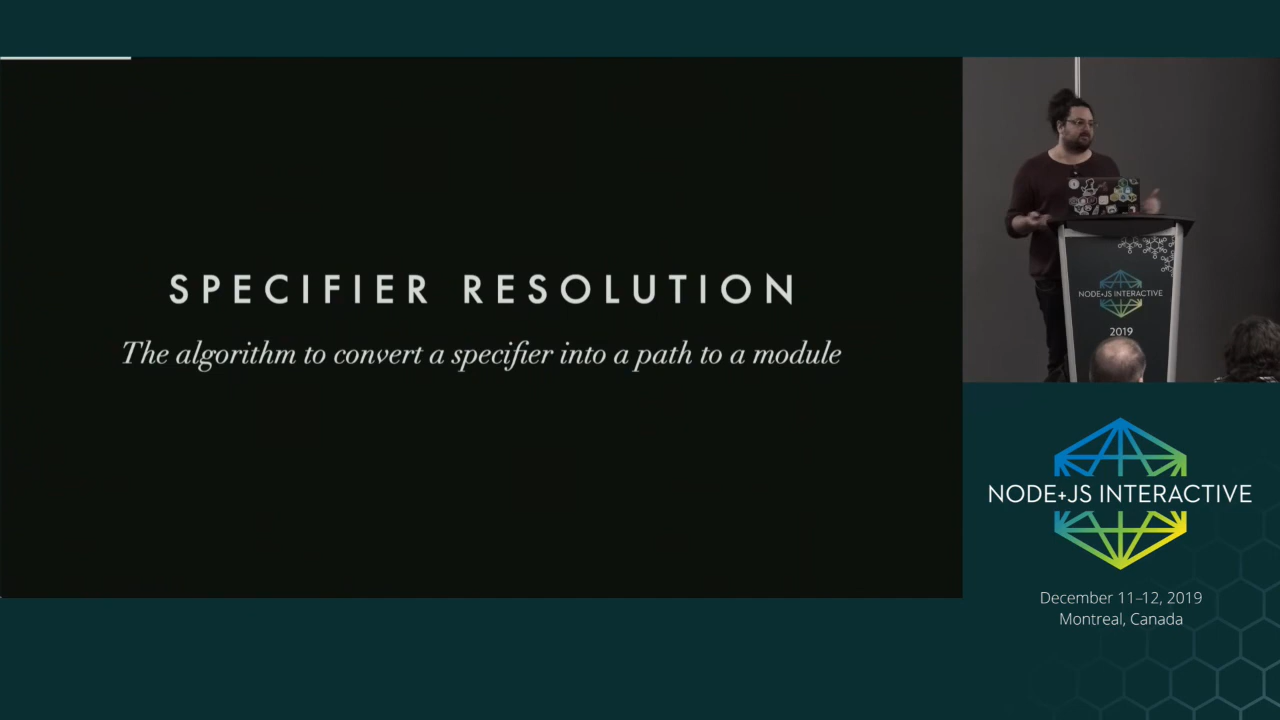 SPECIFIER RESOLUTION
The algorithm to convert a specifier into a path to a module
NODE+JS INTERACTIVE
2019
NODE+JS INTERACTIVE
December 11–12, 2019
Montreal, Canada